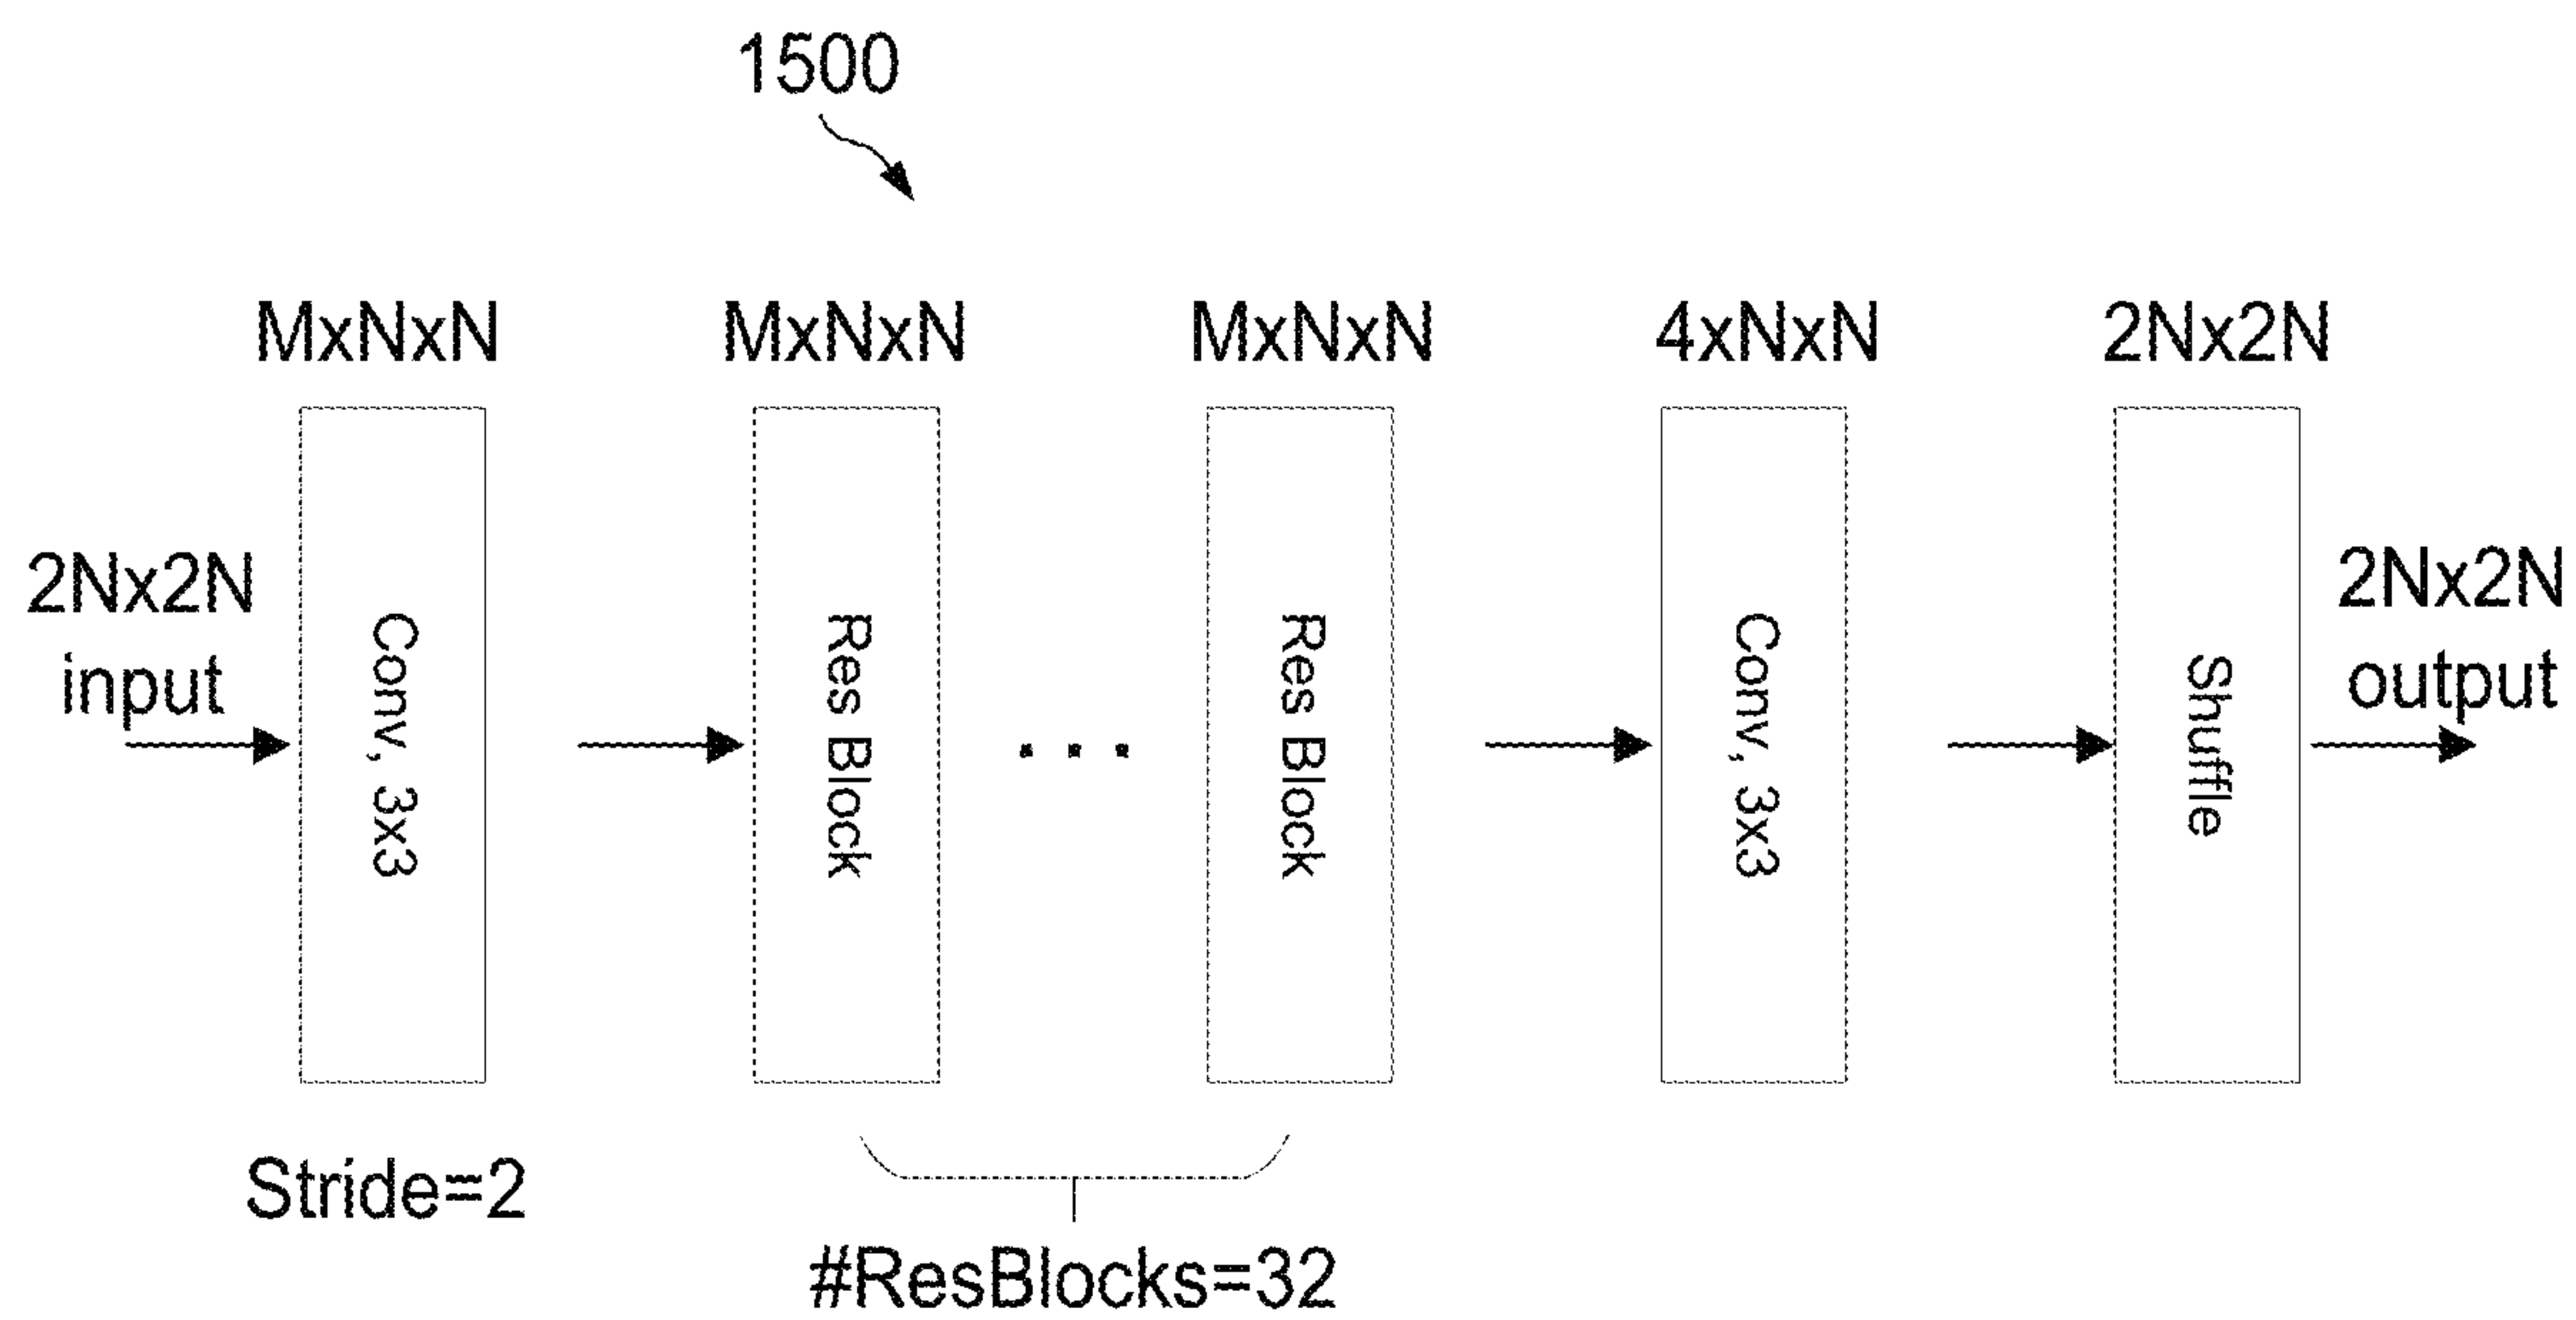 1500
MxNxN
MxNxN
MxNxN
4xNxN
2Nx2N
2Nx2N
input
Conv, 3x3
Res Block
. . .
Res Block
Conv, 3x3
Shuffle
2Nx2N
output
Stride=2
#ResBlocks=32